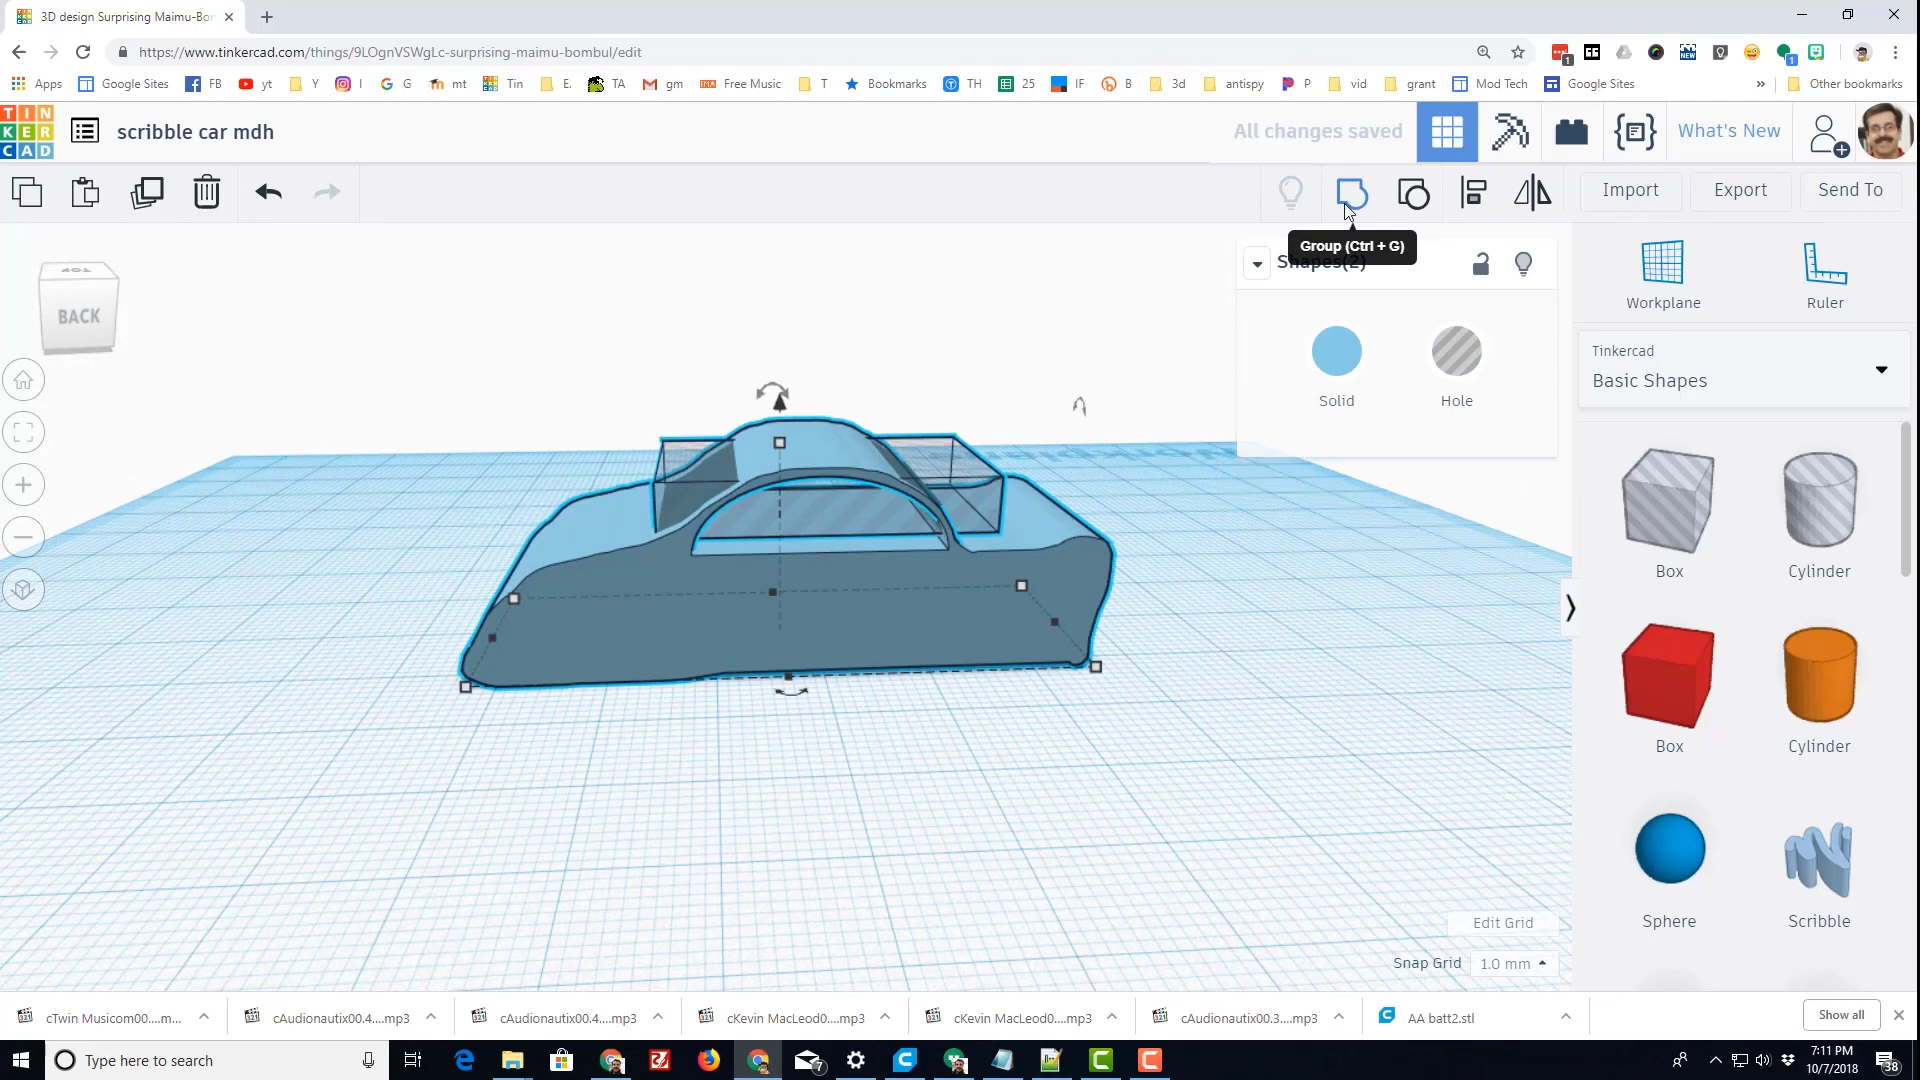 3D design Surprising Maimu-Bor
https://www.tinkercad.com/things/9LOgnVSWgLc-surprising-maimu-bombul/edit
Apps Google Sites FB yt Y I G mt Tin E. TA gm Free Music T Bookmarks TH 25 IF B 3d antispy P vid grant Mod Tech Google Sites » Other bookmarks
TIN
KER
CAD
scribble car mdh
All changes saved
What's New
Import
Export
Send To
Group (Ctrl + G)
Shapes(2)
Solid
Hole
TOP
BACK
Workplane
Ruler
Tinkercad
Basic Shapes
Box
Cylinder
Box
Cylinder
Sphere
Scribble
Edit Grid
Snap Grid 1.0 mm
cTwin Musicom00....m...
cAudionautix00.4....mp3
cAudionautix00.4....mp3
cKevin MacLeod0....mp3
cKevin MacLeod0....mp3
cAudionautix00.3....mp3
AA batt2.stl
Show all
Type here to search
7
7:11 PM
10/7/2018
38